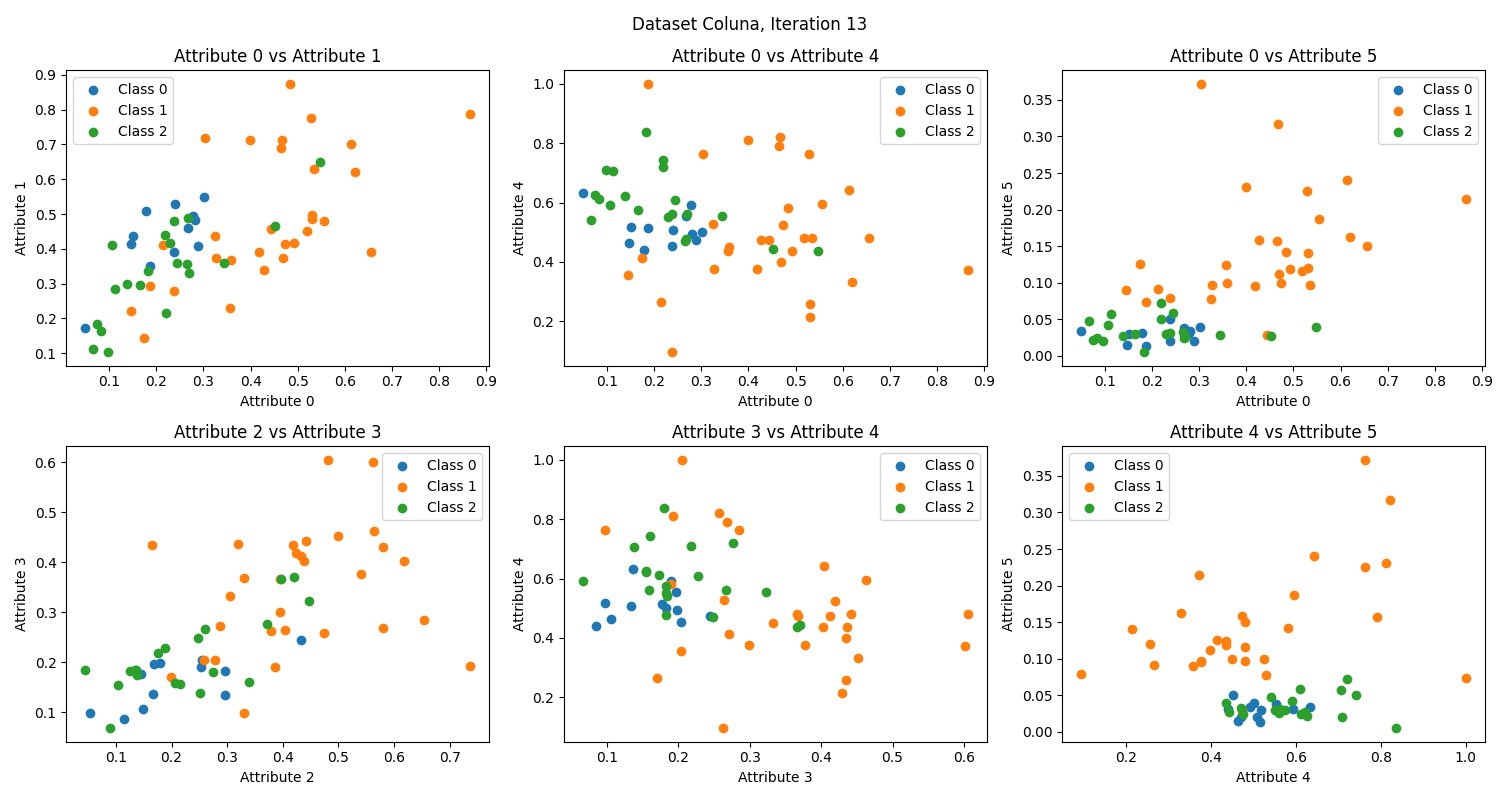 Dataset Coluna, Iteration 13
Attribute 0 vs Attribute 1
0.9
0.8
0.7
0.6
0.5
0.4
0.3
0.2
0.1
Attribute 1
Class 0
Class 1
Class 2
0.1 0.2 0.3 0.4 0.5 0.6 0.7 0.8 0.9
Attribute 0
Attribute 0 vs Attribute 4
1.0
0.8
0.6
0.4
0.2
Attribute 4
Class 0
Class 1
Class 2
0.1 0.2 0.3 0.4 0.5 0.6 0.7 0.8 0.9
Attribute 0
Attribute 0 vs Attribute 5
0.35
0.30
0.25
0.20
0.15
0.10
0.05
0.00
Attribute 5
Class 0
Class 1
Class 2
0.1 0.2 0.3 0.4 0.5 0.6 0.7 0.8 0.9
Attribute 0
Attribute 2 vs Attribute 3
0.6
0.5
0.4
0.3
0.2
0.1
Attribute 3
Class 0
Class 1
Class 2
0.1 0.2 0.3 0.4 0.5 0.6 0.7
Attribute 2
Attribute 3 vs Attribute 4
1.0
0.8
0.6
0.4
0.2
Attribute 4
Class 0
Class 1
Class 2
0.1 0.2 0.3 0.4 0.5 0.6
Attribute 3
Attribute 4 vs Attribute 5
0.35
0.30
0.25
0.20
0.15
0.10
0.05
0.00
Attribute 5
Class 0
Class 1
Class 2
0.2 0.4 0.6 0.8 1.0
Attribute 4